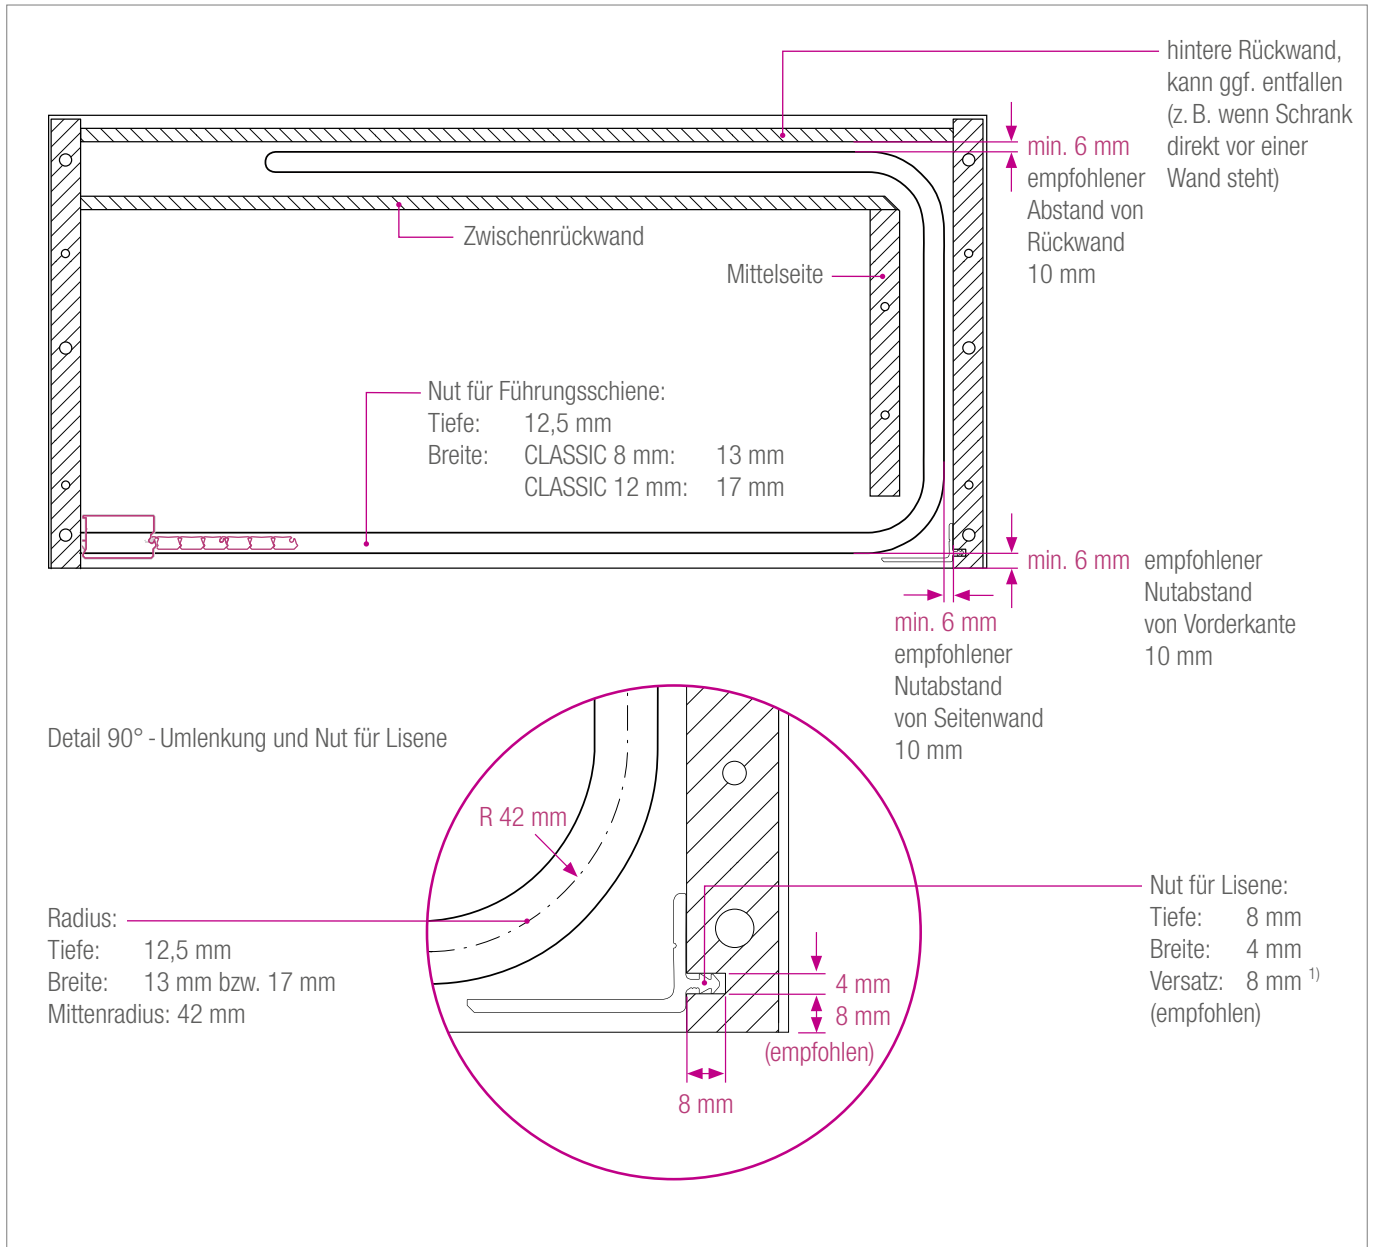 hintere Rückwand,
kann ggf. entfallen
(z. B. wenn Schrank
direkt vor einer
Wand steht)
min. 6 mm
empfohlener
Abstand von
Rückwand
10 mm
Zwischenrückwand
Mittelseite
Nut für Führungsschiene:
Tiefe: 12,5 mm
Breite: CLASSIC 8 mm: 13 mm
CLASSIC 12 mm: 17 mm
min. 6 mm empfohlener
Nutabstand
von Vorderkante
10 mm
min. 6 mm
empfohlener
Nutabstand
von Seitenwand
10 mm
Detail 90° - Umlenkung und Nut für Lisene
R 42 mm
Radius:
Tiefe: 12,5 mm
Breite: 13 mm bzw. 17 mm
Mittenradius: 42 mm
Nut für Lisene:
Tiefe: 8 mm
Breite: 4 mm
Versatz: 8 mm 1)
(empfohlen)
4 mm
8 mm
(empfohlen)
8 mm